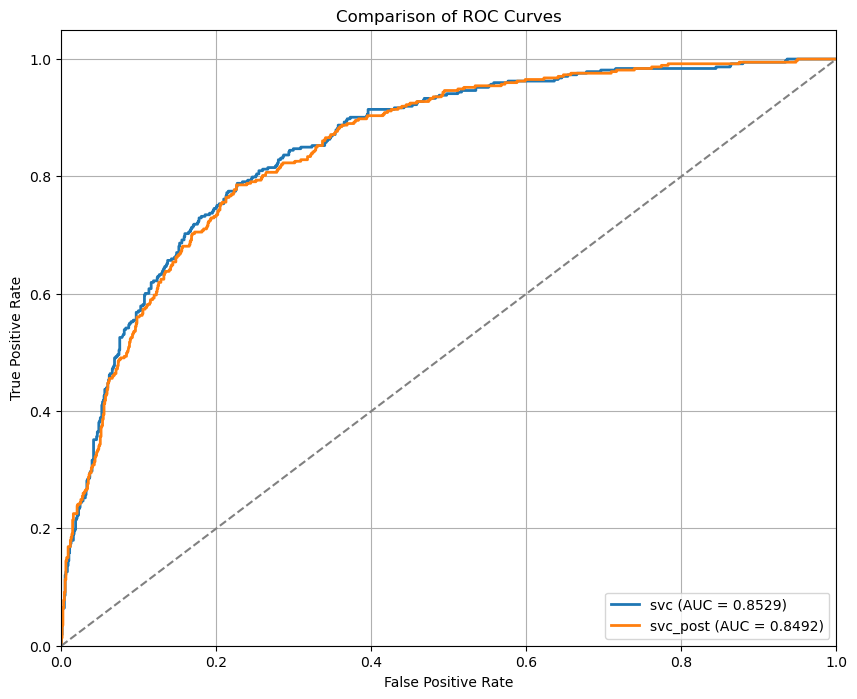 Comparison of ROC Curves
True Positive Rate
1.0
0.8
0.6
0.4
0.2
0.0
0.0 0.2 0.4 0.6 0.8 1.0
False Positive Rate
svc (AUC = 0.8529)
svc_post (AUC = 0.8492)